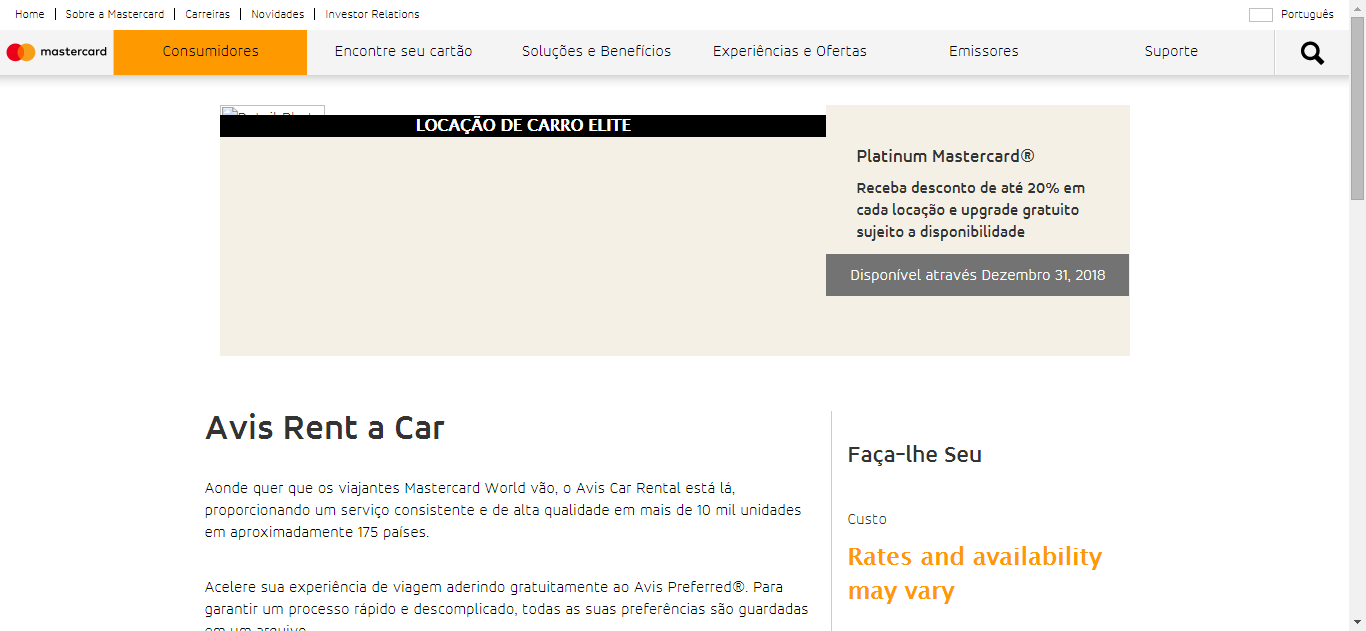 Home
Sobre a Mastercard
Carreiras
Novidades
Investor Relations
Português
mastercard
Consumidores
Encontre seu cartão
Soluções e Benefícios
Experiências e Ofertas
Emissores
Suporte
LOCAÇÃO DE CARRO ELITE
Platinum Mastercard®
Receba desconto de até 20% em
cada locação e upgrade gratuito
sujeito a disponibilidade
Disponível através Dezembro 31, 2018
Avis Rent a Car
Aonde quer que os viajantes Mastercard World vão, o Avis Car Rental está lá,
proporcionando um serviço consistente e de alta qualidade em mais de 10 mil unidades
em aproximadamente 175 países.
Acelere sua experiência de viagem aderindo gratuitamente ao Avis Preferred®. Para
garantir um processo rápido e descomplicado, todas as suas preferências são guardadas
em um arquivo.
Faça-lhe Seu
Custo
Rates and availability
may vary